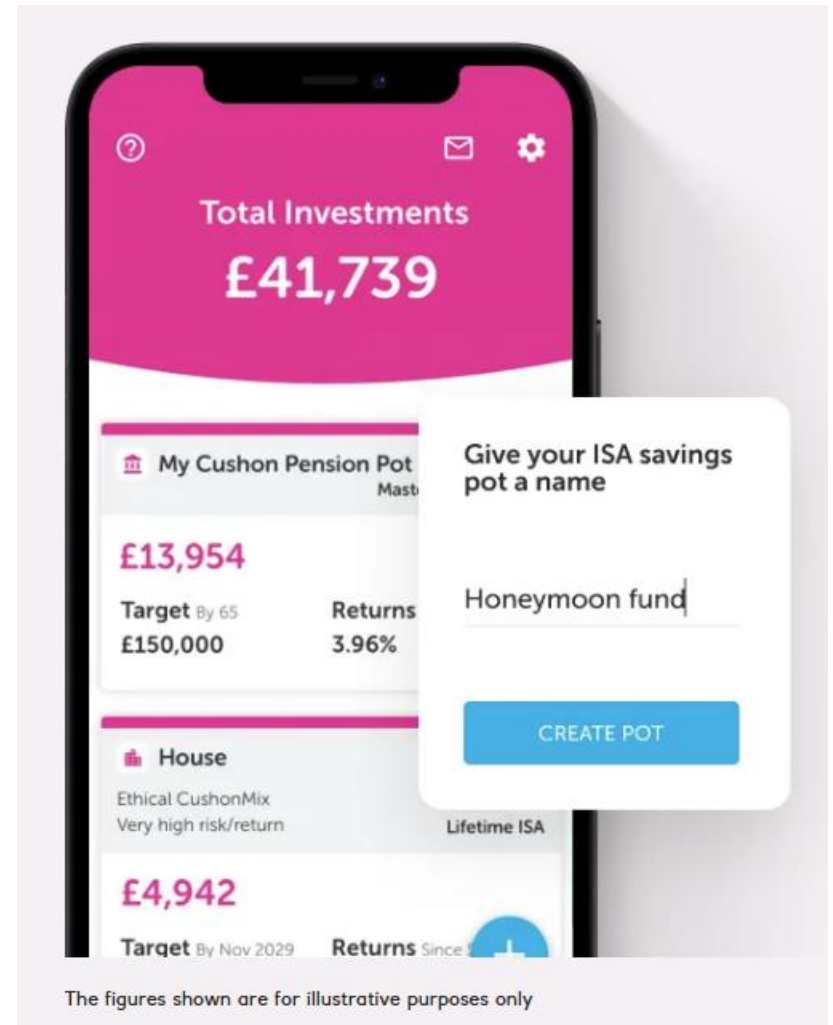 Total Investments
£41,739
My Cushon Pension Pot
£13,954
Target By 65
Returns
£150,000
3.96%
House
Ethical CushonMix
Very high risk/return
Lifetime ISA
£4,942
Target By Nov 2029
Returns Since
Give your ISA savings
pot a name
Honeymoon fund
CREATE POT
The figures shown are for illustrative purposes only